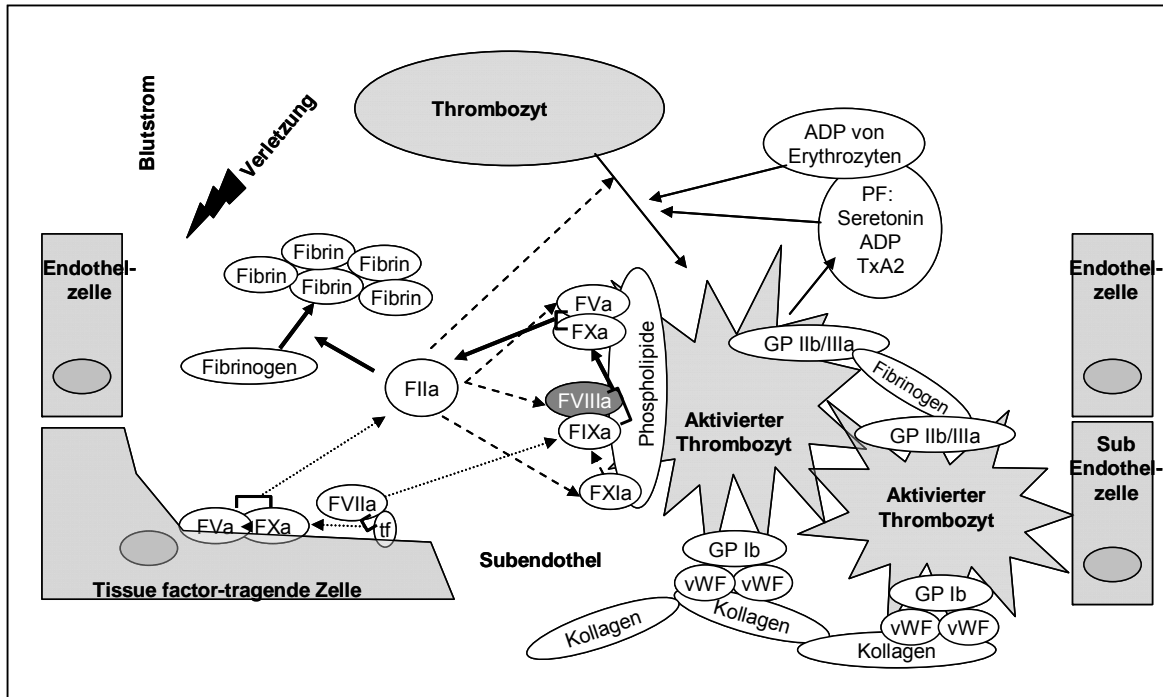 Blutstrom
Verletzung
Thrombozyt
ADP von
Erythrozyten
PF:
Seretonin
ADP
TxA2
Endothel-
zelle
Fibrin
Fibrin
Fibrin
Fibrin
Fibrin
Fibrinogen
FIIa
FVa
FXa
FVIIIa
FIXa
FXIa
Phospholipide
Aktivierter
Thrombozyt
GP IIb/IIIa
Fibrinogen
GP IIb/IIIa
Aktivierter
Thrombozyt
Endothel-
zelle
Sub
Endothel-
zelle
FVa
FXa
FVIIa
tf
Tissue factor-tragende Zelle
Subendothel
GP Ib
vWF
vWF
Kollagen
Kollagen
GP Ib
vWF
vWF
Kollagen